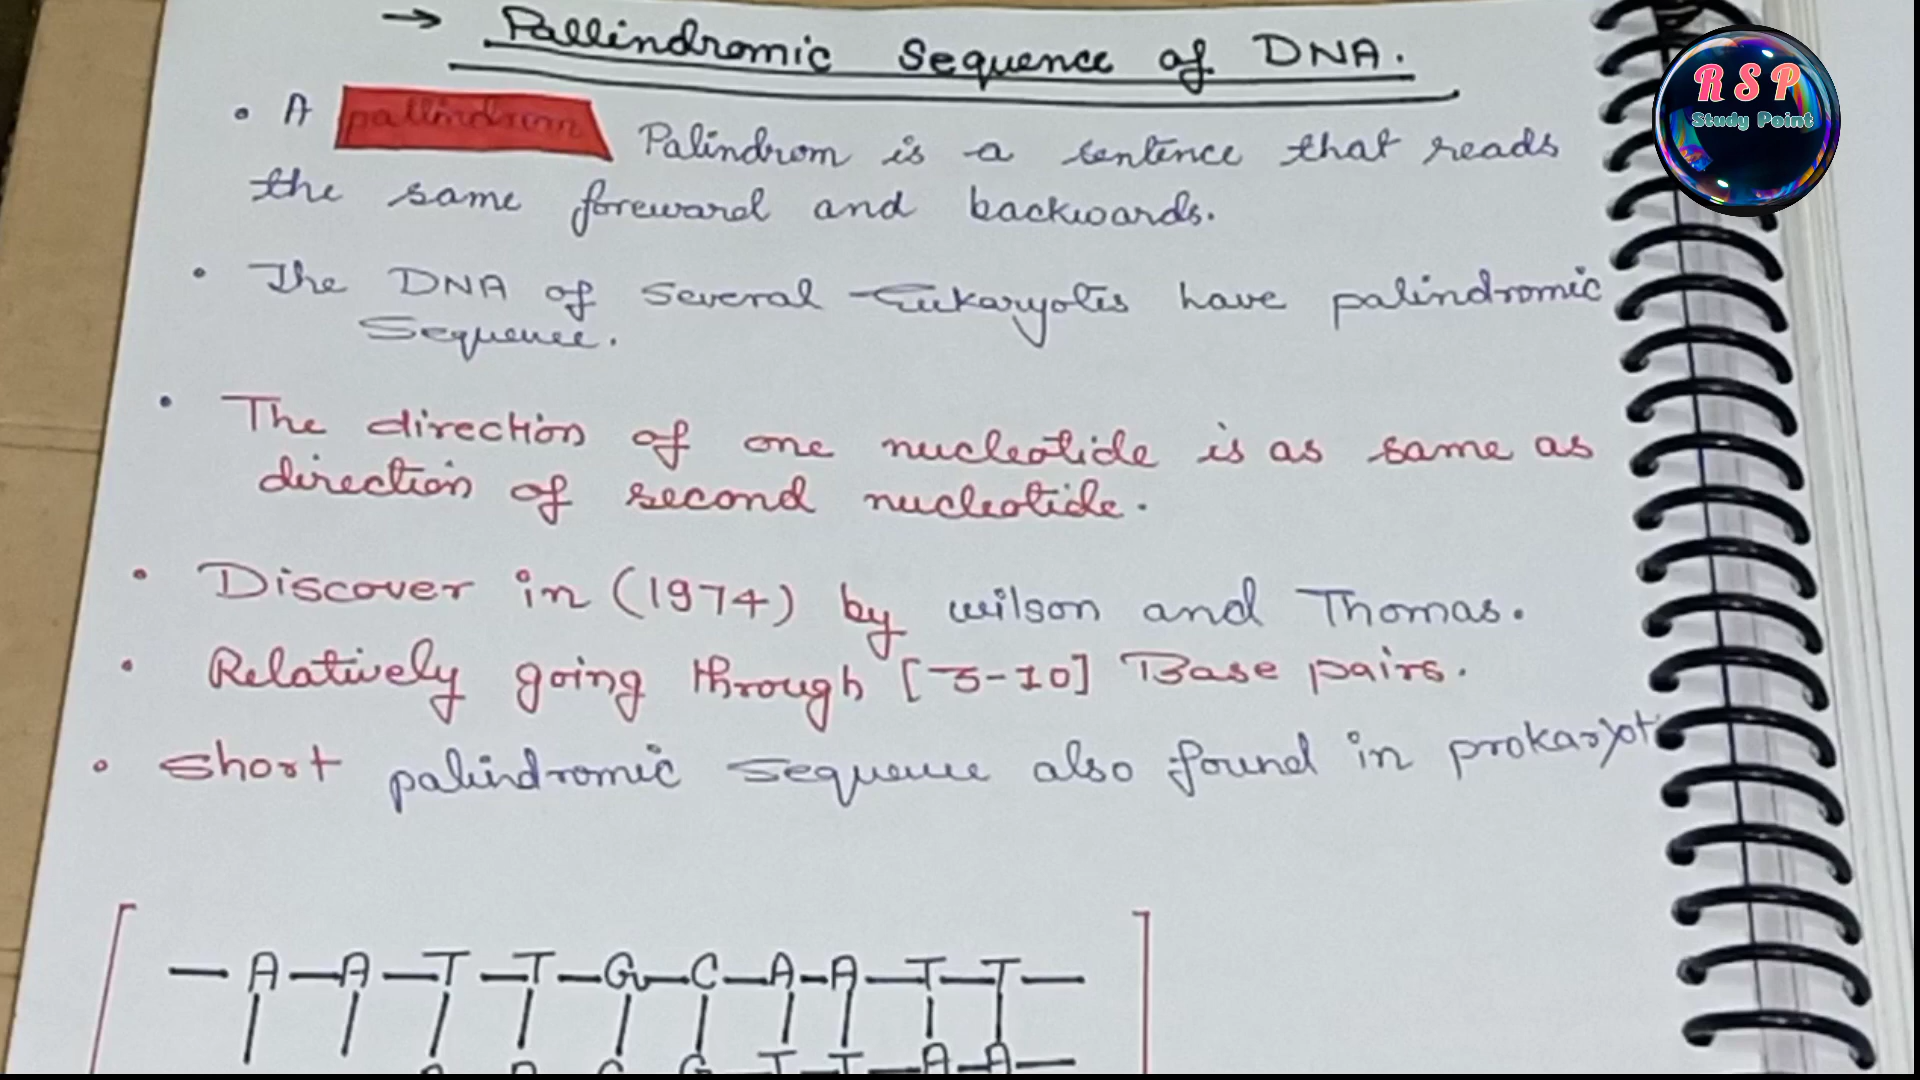 → Pallindromic Sequence of DNA.
RSP
Study Point
• A pallindrom Palindrom is a sentence that reads
the same foreward and backwards.
• The DNA of several Eukaryotes have palindromic
Sequence.
• The direction of one nucleotide is as same as
direction of second nucleotide.
• Discover in (1974) by wilson and Thomas.
• Relatively going through [3-10] Base pairs.
• Short palindromic sequence also found in prokaryot
— A — A — T — T — G — C — A — A — T — T —
A A C G T T A A —